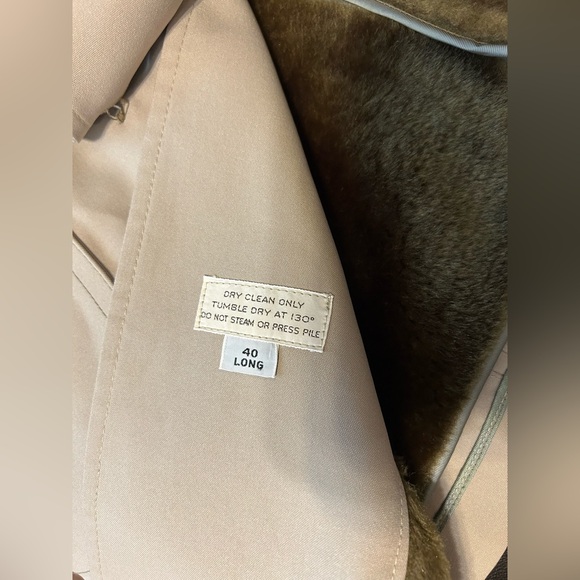 DRY CLEAN ONLY
TUMBLE DRY AT 130°
DO NOT STEAM OR PRESS PILE
40
LONG